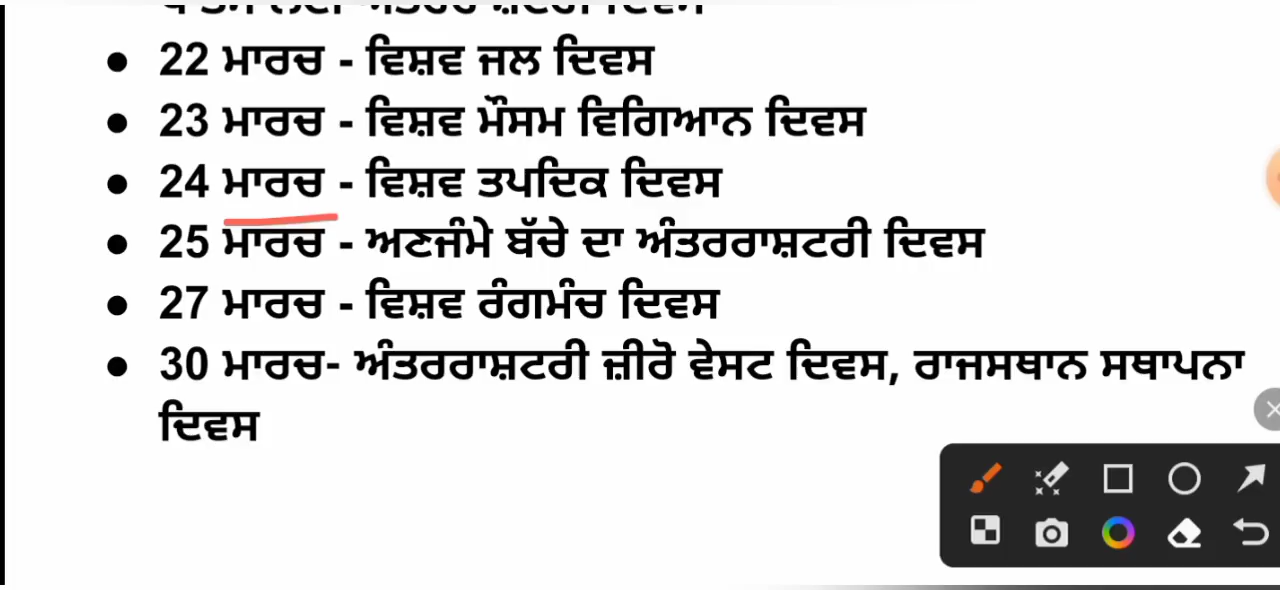 ● 22 ਮਾਰਚ - ਵਿਸ਼ਵ ਜਲ ਦਿਵਸ
● 23 ਮਾਰਚ - ਵਿਸ਼ਵ ਮੌਸਮ ਵਿਗਿਆਨ ਦਿਵਸ
● 24 ਮਾਰਚ - ਵਿਸ਼ਵ ਤਪਦਿਕ ਦਿਵਸ
● 25 ਮਾਰਚ - ਅਣਜੰਮੇ ਬੱਚੇ ਦਾ ਅੰਤਰਰਾਸ਼ਟਰੀ ਦਿਵਸ
● 27 ਮਾਰਚ - ਵਿਸ਼ਵ ਰੰਗਮੰਚ ਦਿਵਸ
● 30 ਮਾਰਚ- ਅੰਤਰਰਾਸ਼ਟਰੀ ਜ਼ੀਰੋ ਵੇਸਟ ਦਿਵਸ, ਰਾਜਸਥਾਨ ਸਥਾਪਨਾ
ਦਿਵਸ